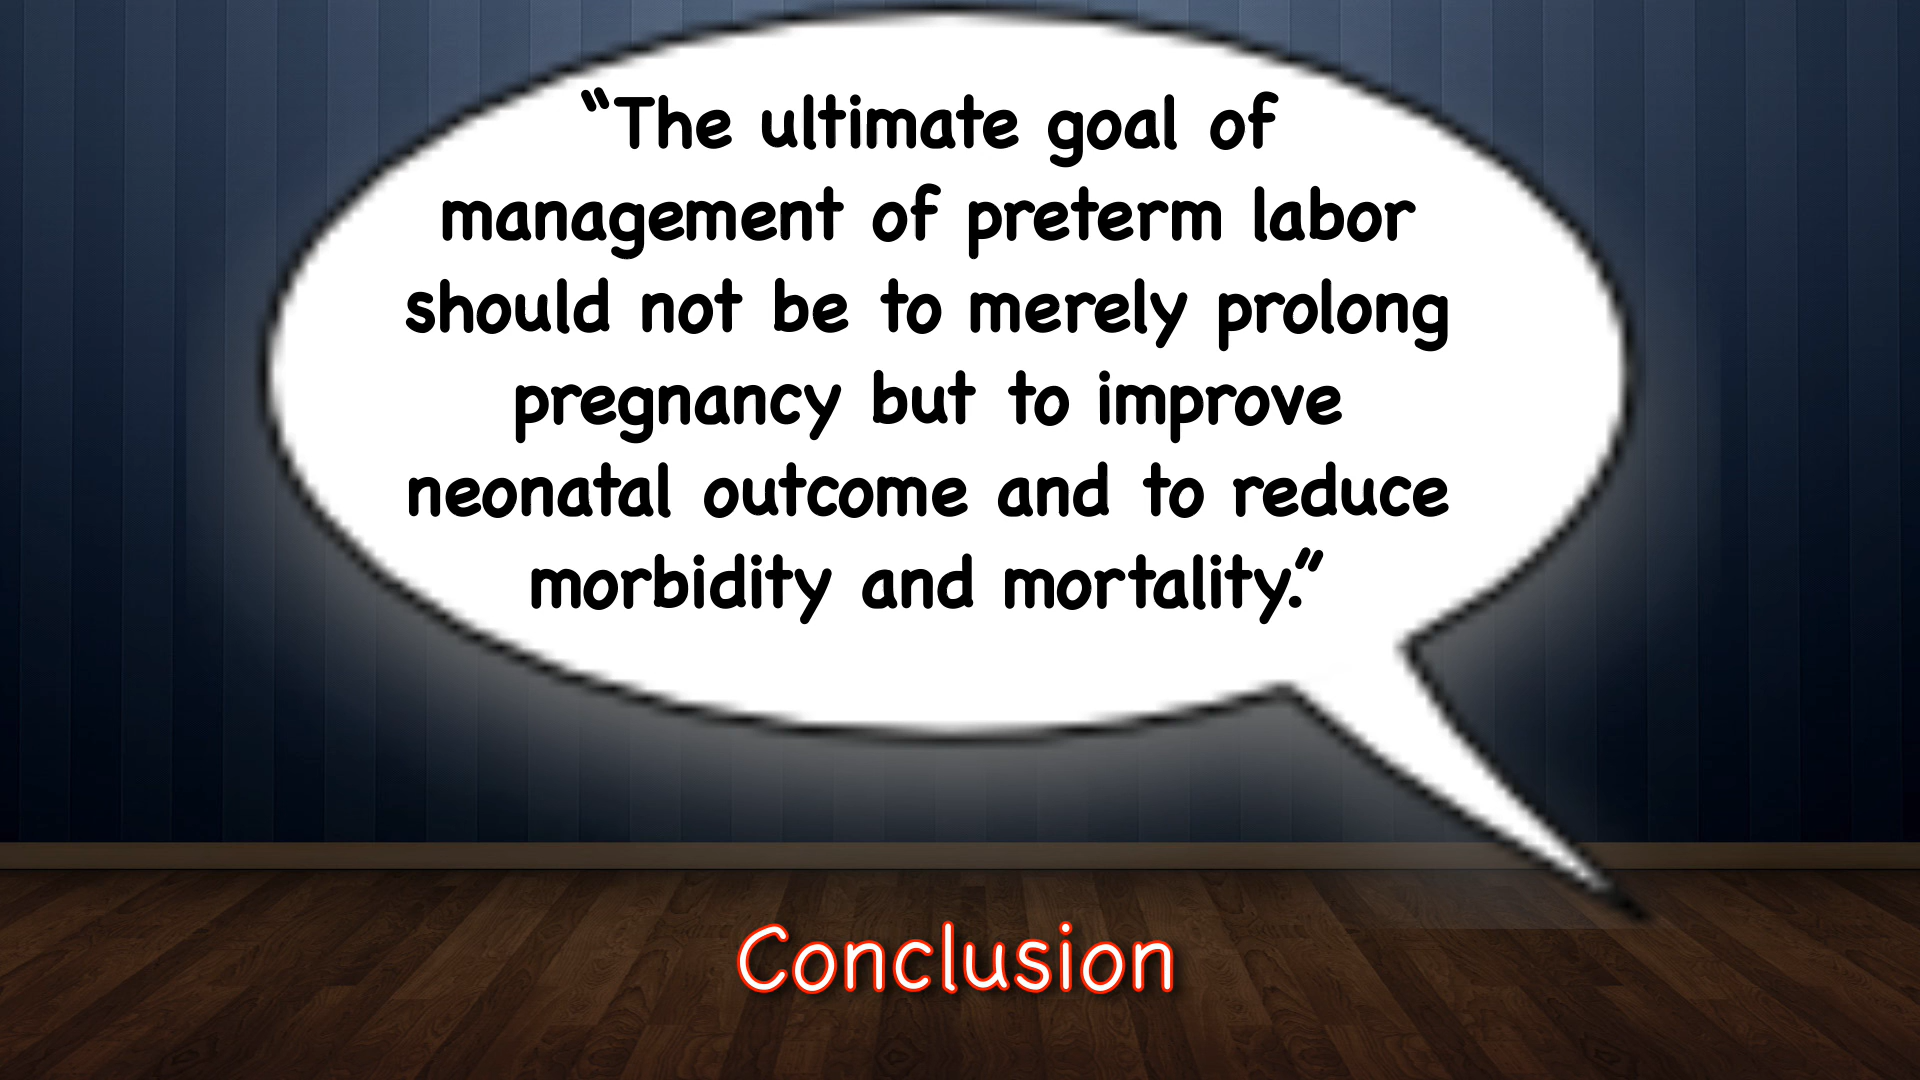 “The ultimate goal of
management of preterm labor
should not be to merely prolong
pregnancy but to improve
neonatal outcome and to reduce
morbidity and mortality.”
Conclusion